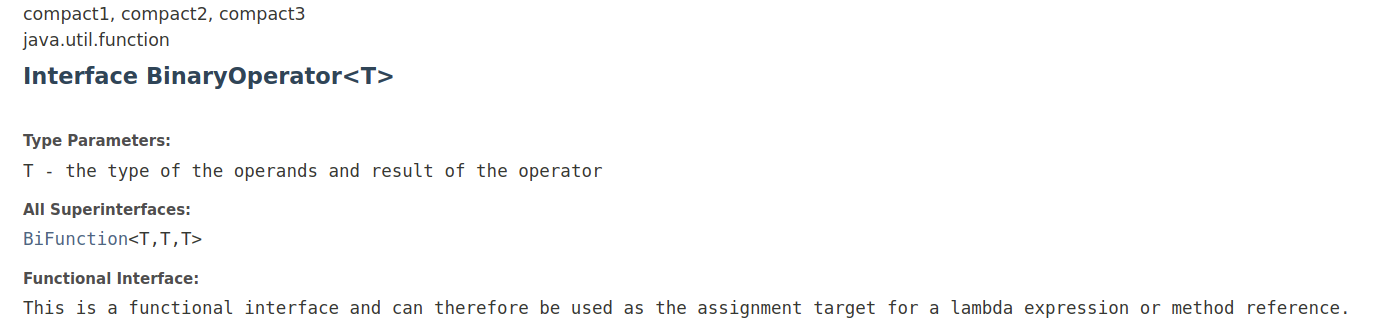 compact1, compact2, compact3
java.util.function
Interface BinaryOperator<T>
Type Parameters:
T - the type of the operands and result of the operator
All Superinterfaces:
BiFunction<T,T,T>
Functional Interface:
This is a functional interface and can therefore be used as the assignment target for a lambda expression or method reference.